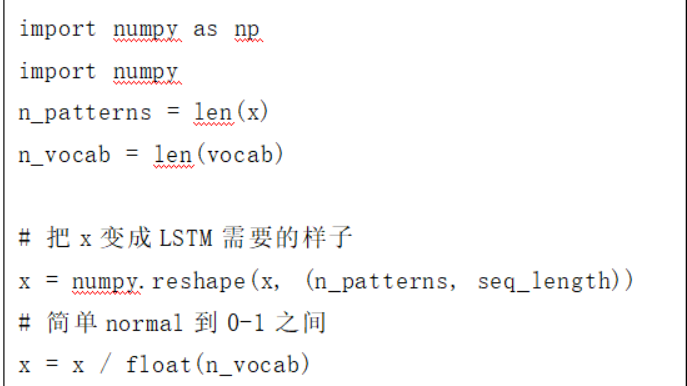 import numpy as np
import numpy
n_patterns = len(x)
n_vocab = len(vocab)
# 把 x 变成 LSTM 需要的样子
x = numpy.reshape(x, (n_patterns, seq_length))
# 简单 normal 到 0-1 之间
x = x / float(n_vocab)